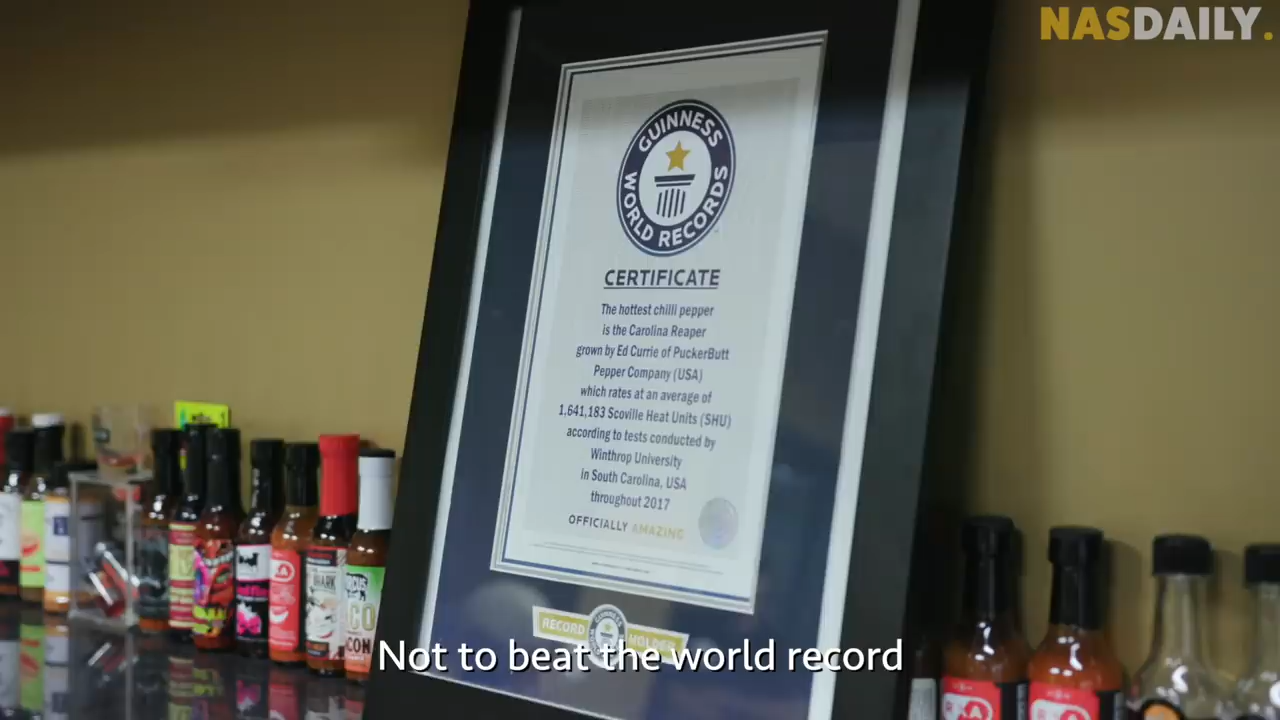 NASDAILY.
GUINNESS
WORLD RECORDS
CERTIFICATE
The hottest chilli pepper
is the Carolina Reaper
grown by Ed Currie of PuckerButt
Pepper Company (USA)
which rates at an average of
1,641,183 Scoville Heat Units (SHU)
according to tests conducted by
Winthrop University
in South Carolina, USA
throughout 2017
OFFICIALLY AMAZING
RECORD HOLDER
Not to beat the world record